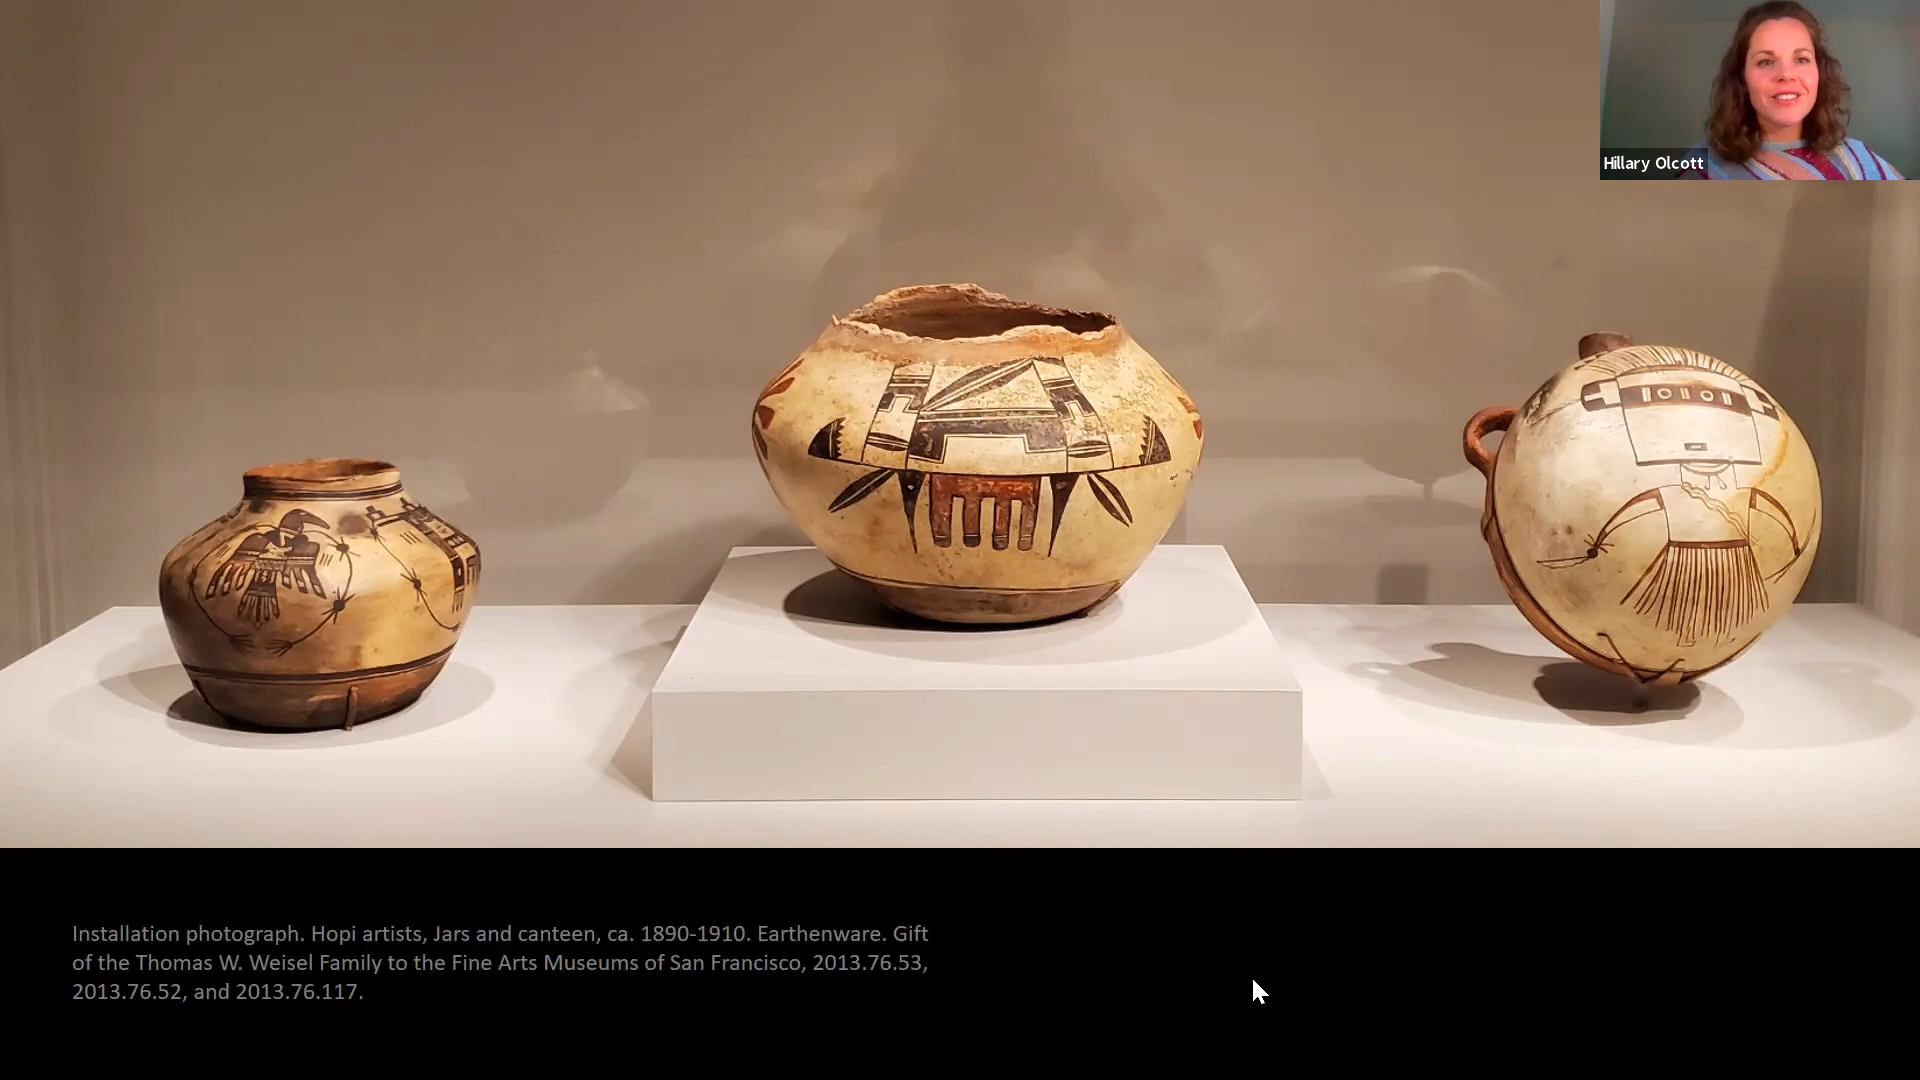 Hillary Olcott
Installation photograph. Hopi artists, Jars and canteen, ca. 1890-1910. Earthenware. Gift
of the Thomas W. Weisel Family to the Fine Arts Museums of San Francisco, 2013.76.53,
2013.76.52, and 2013.76.117.